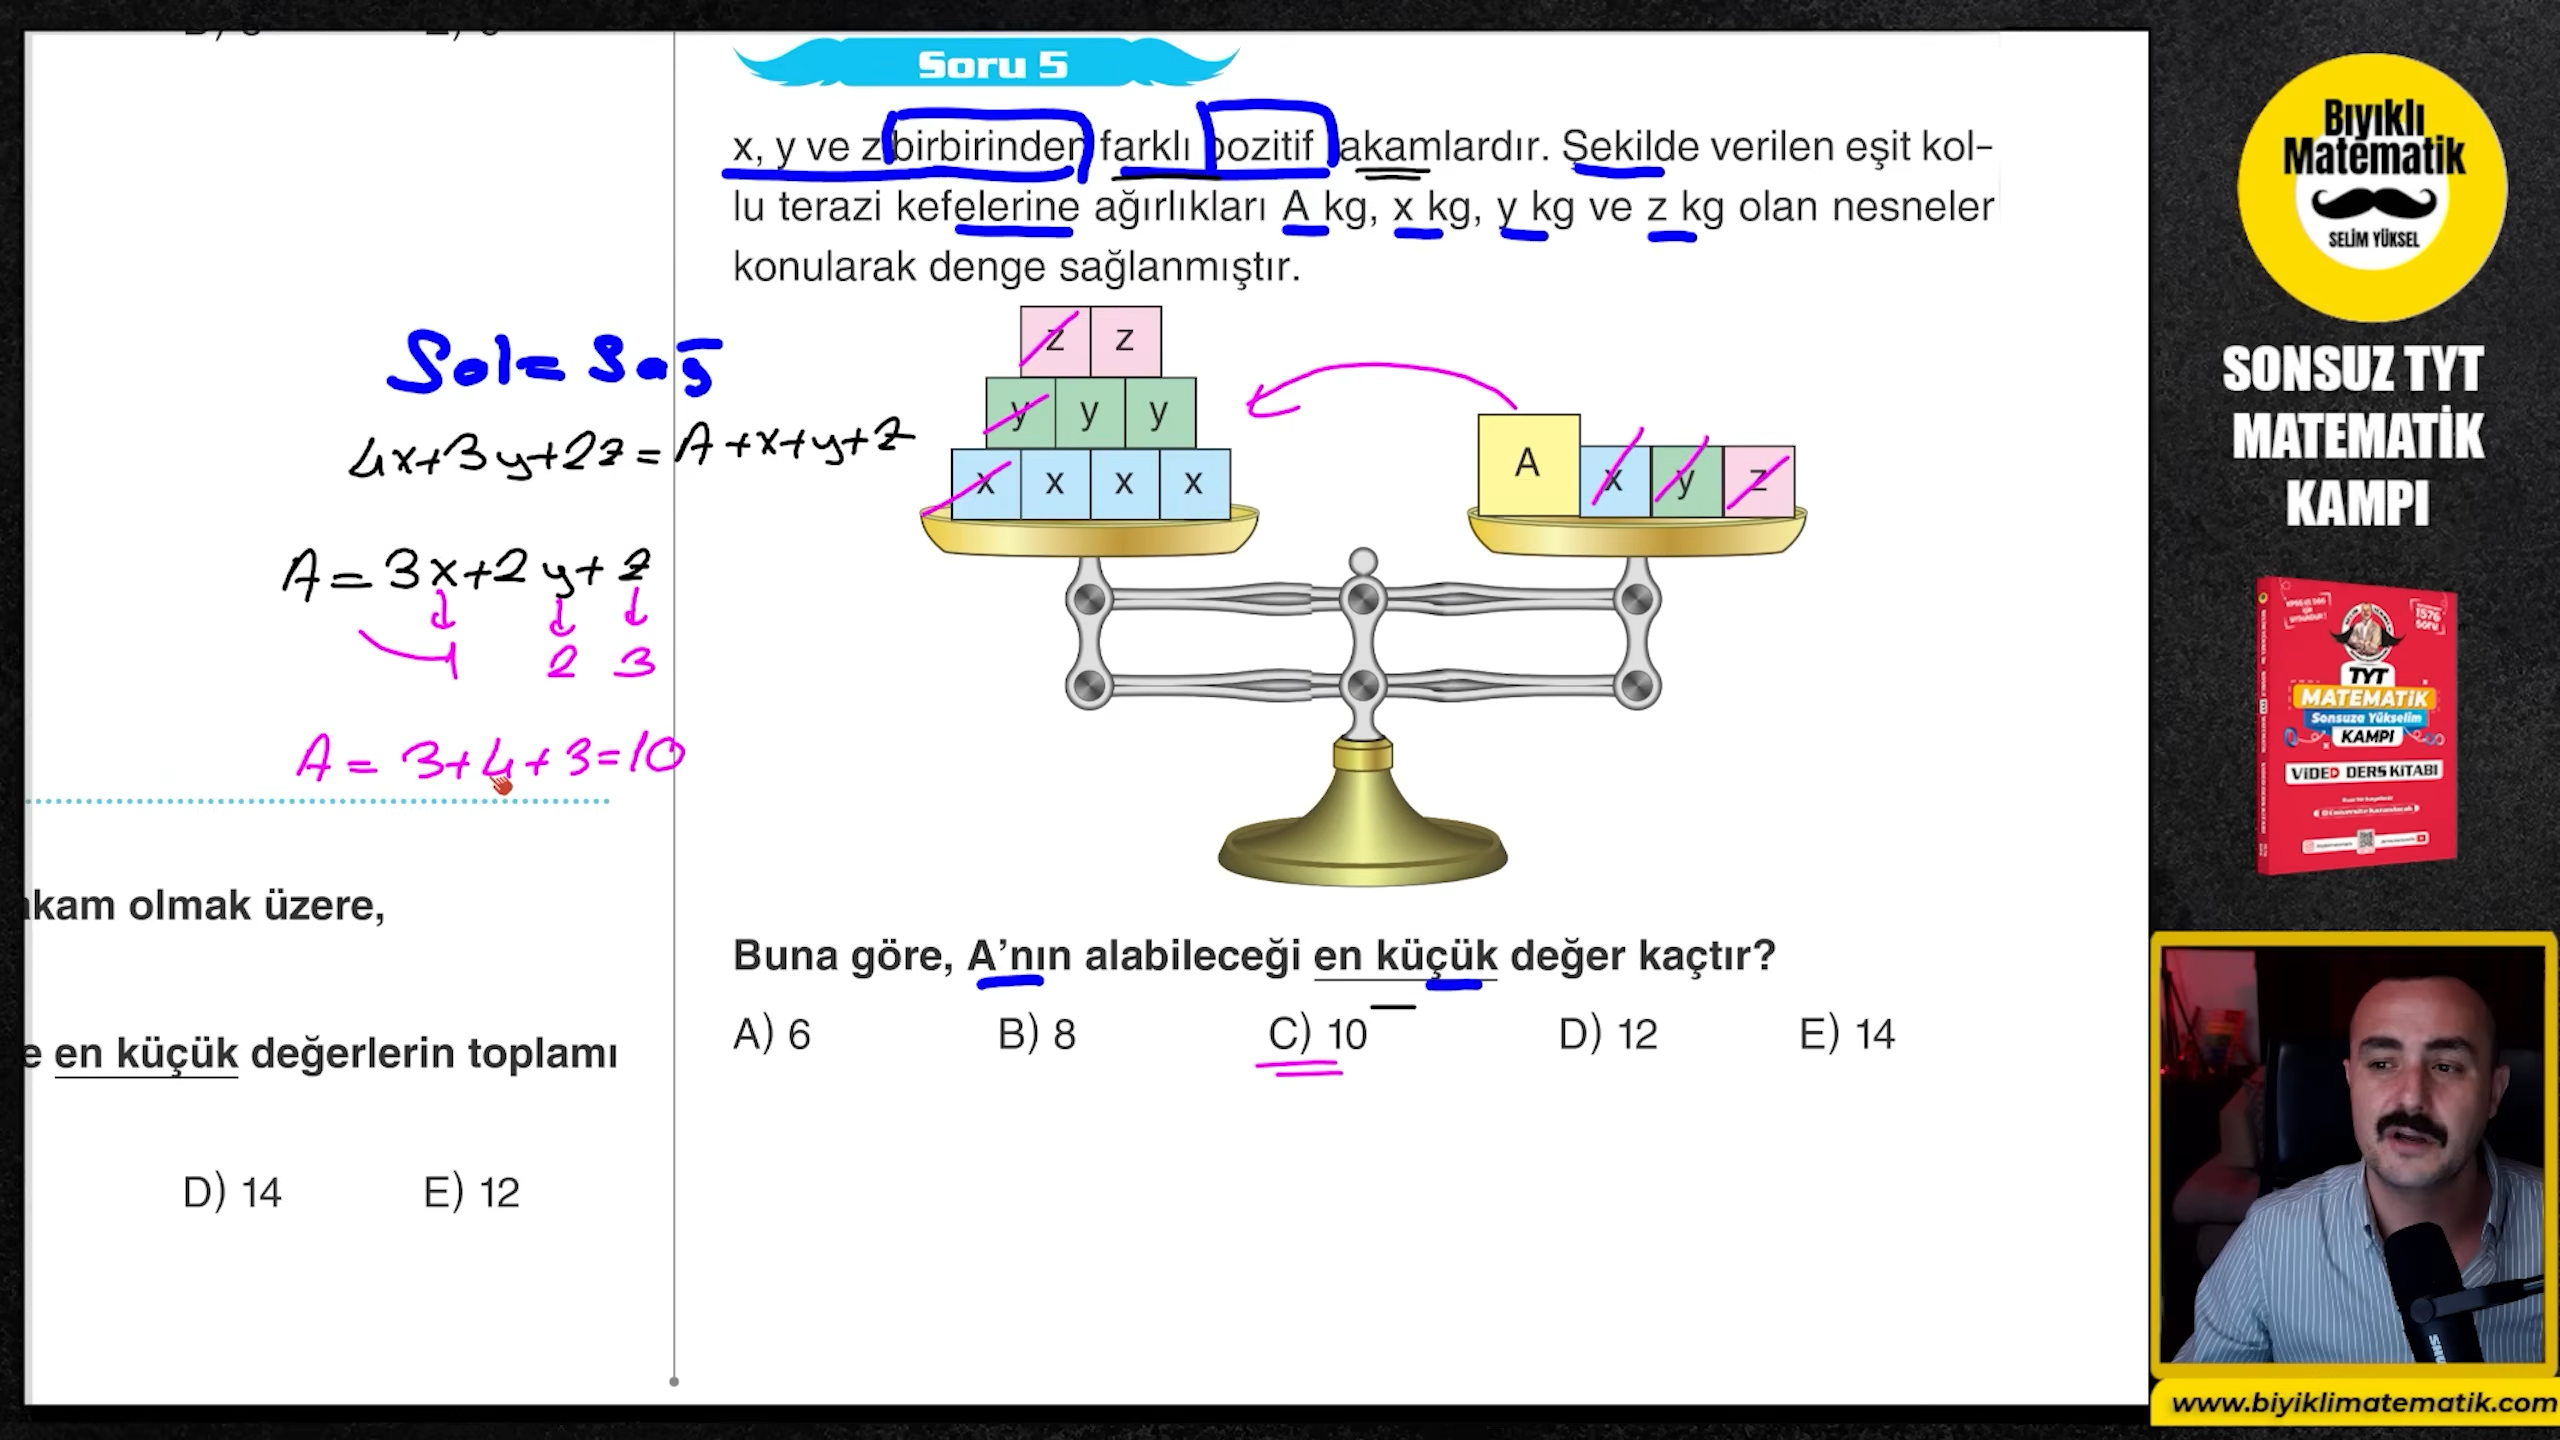 Soru 5
x, y ve z birbirinden farklı pozitif rakamlardır. Şekilde verilen eşit kol-
lu terazi kefelerine ağırlıkları A kg, x kg, y kg ve z kg olan nesneler
konularak denge sağlanmıştır.
z z
y y y
x x x x
A x y z
Sol = Sağ
4x+3y+2z = A+x+y+z
A = 3x+2y+z
1 2 3
A = 3+4+3=10
Buna göre, A’nın alabileceği en küçük değer kaçtır?
A) 6 B) 8 C) 10 D) 12 E) 14
akam olmak üzere,
e en küçük değerlerin toplamı
D) 14 E) 12
Bıyıklı
Matematik
SELİM YÜKSEL
SONSUZ TYT
MATEMATİK
KAMPI
TYT
MATEMATİK
Sonsuza Yükselim
KAMPI
VİDEO DERS KİTABI
www.biyiklimatematik.com